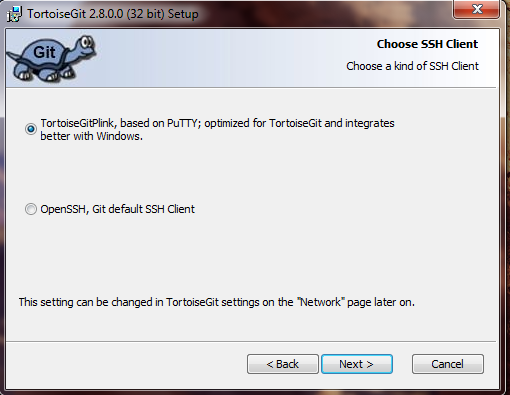 TortoiseGit 2.8.0.0 (32 bit) Setup
Git
Choose SSH Client
Choose a kind of SSH Client
TortoiseGitPlink, based on PuTTY; optimized for TortoiseGit and integrates
better with Windows.
OpenSSH, Git default SSH Client
This setting can be changed in TortoiseGit settings on the "Network" page later on.
< Back
Next >
Cancel